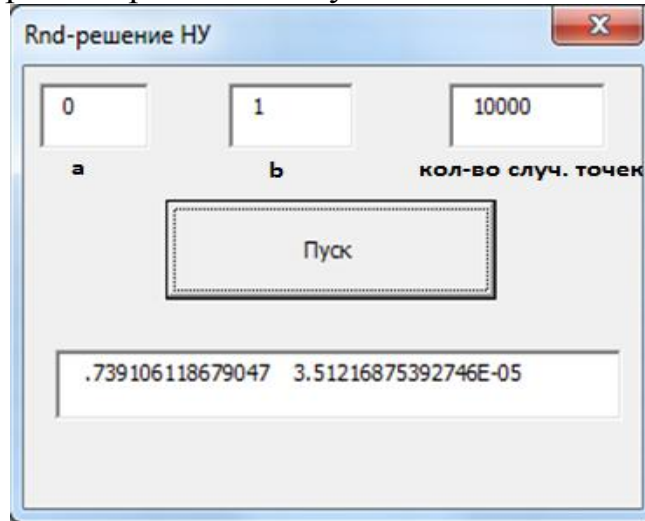 Rnd-решение НУ
0 1 10000
a b кол-во случ. точек
Пуск
.739106118679047 3.51216875392746E-05